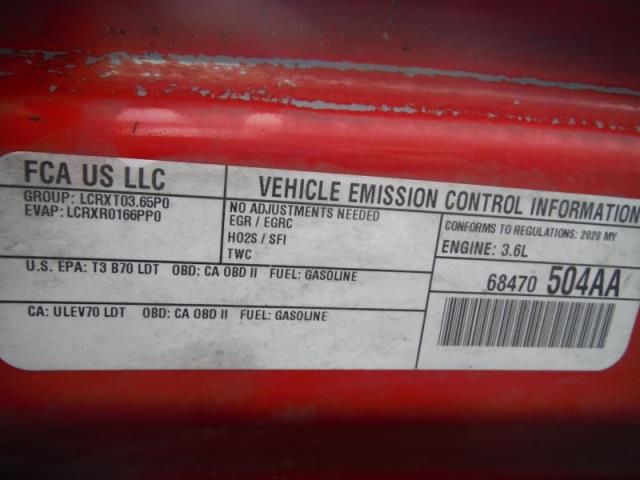 FCA US LLC
VEHICLE EMISSION CONTROL INFORMATION
GROUP: LCRXT03.65P0
EVAP: LCRXR0166PP0
NO ADJUSTMENTS NEEDED
EGR / EGRC
HO2S / SFI
TWC
CONFORMS TO REGULATIONS: 2020 MY
ENGINE: 3.6L
U.S. EPA: T3 B70 LDT OBD: CA OBD II FUEL: GASOLINE
68470 504AA
CA: ULEV70 LDT OBD: CA OBD II FUEL: GASOLINE